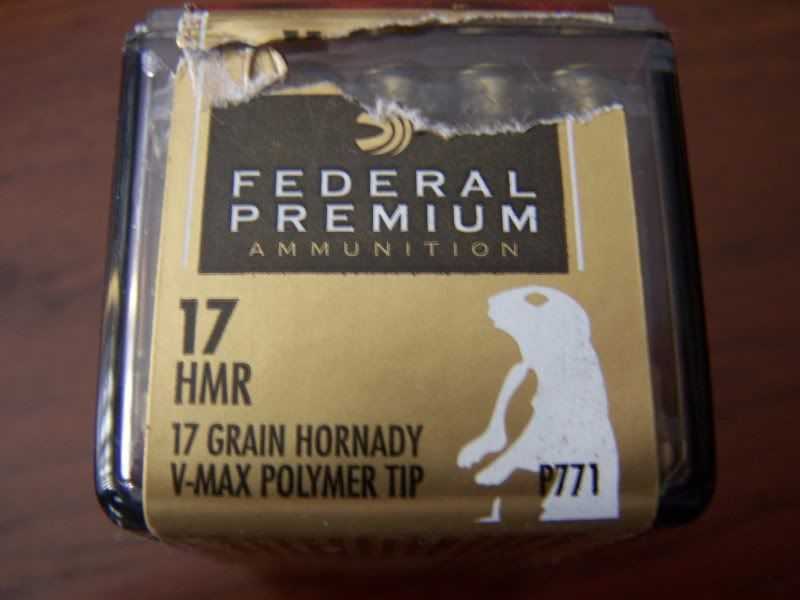 FEDERAL
PREMIUM
AMMUNITION
17
HMR
17 GRAIN HORNADY
V-MAX POLYMER TIP
P771